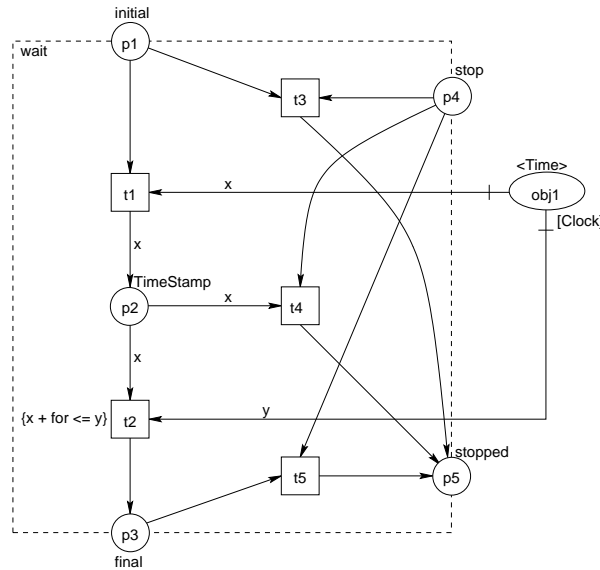 initial
p1
wait
stop
t3
p4
<Time>
x
t1
obj1
[Clock]
x
TimeStamp
p2
x
t4
x
y
{x + for <= y}
t2
stopped
t5
p5
p3
final